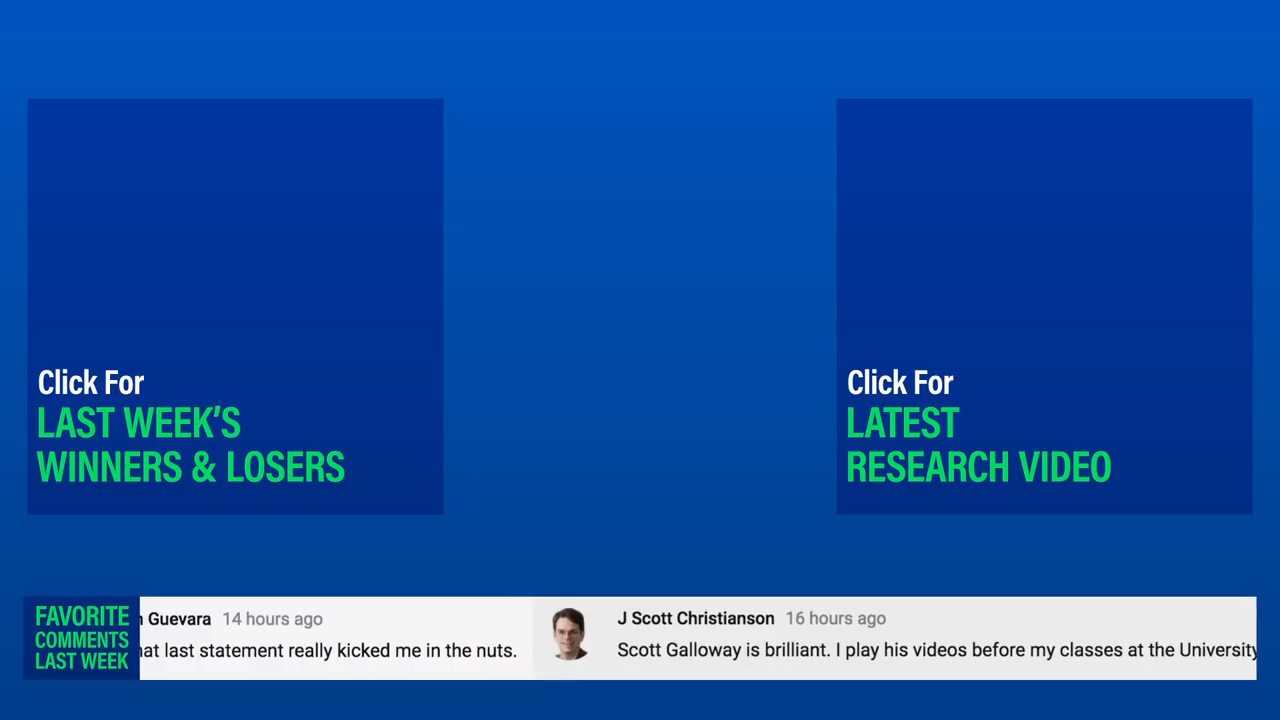 Click For
LAST WEEK'S
WINNERS & LOSERS
Click For
LATEST
RESEARCH VIDEO
FAVORITE
COMMENTS
LAST WEEK
Guevara 14 hours ago
last statement really kicked me in the nuts.
J Scott Christianson 16 hours ago
Scott Galloway is brilliant. I play his videos before my classes at the University